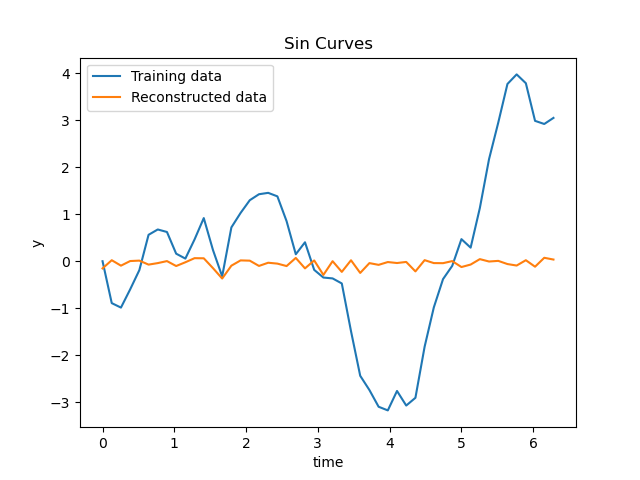 Sin Curves
Training data
Reconstructed data
4
3
2
1
0
−1
−2
−3
y
0 1 2 3 4 5 6
time